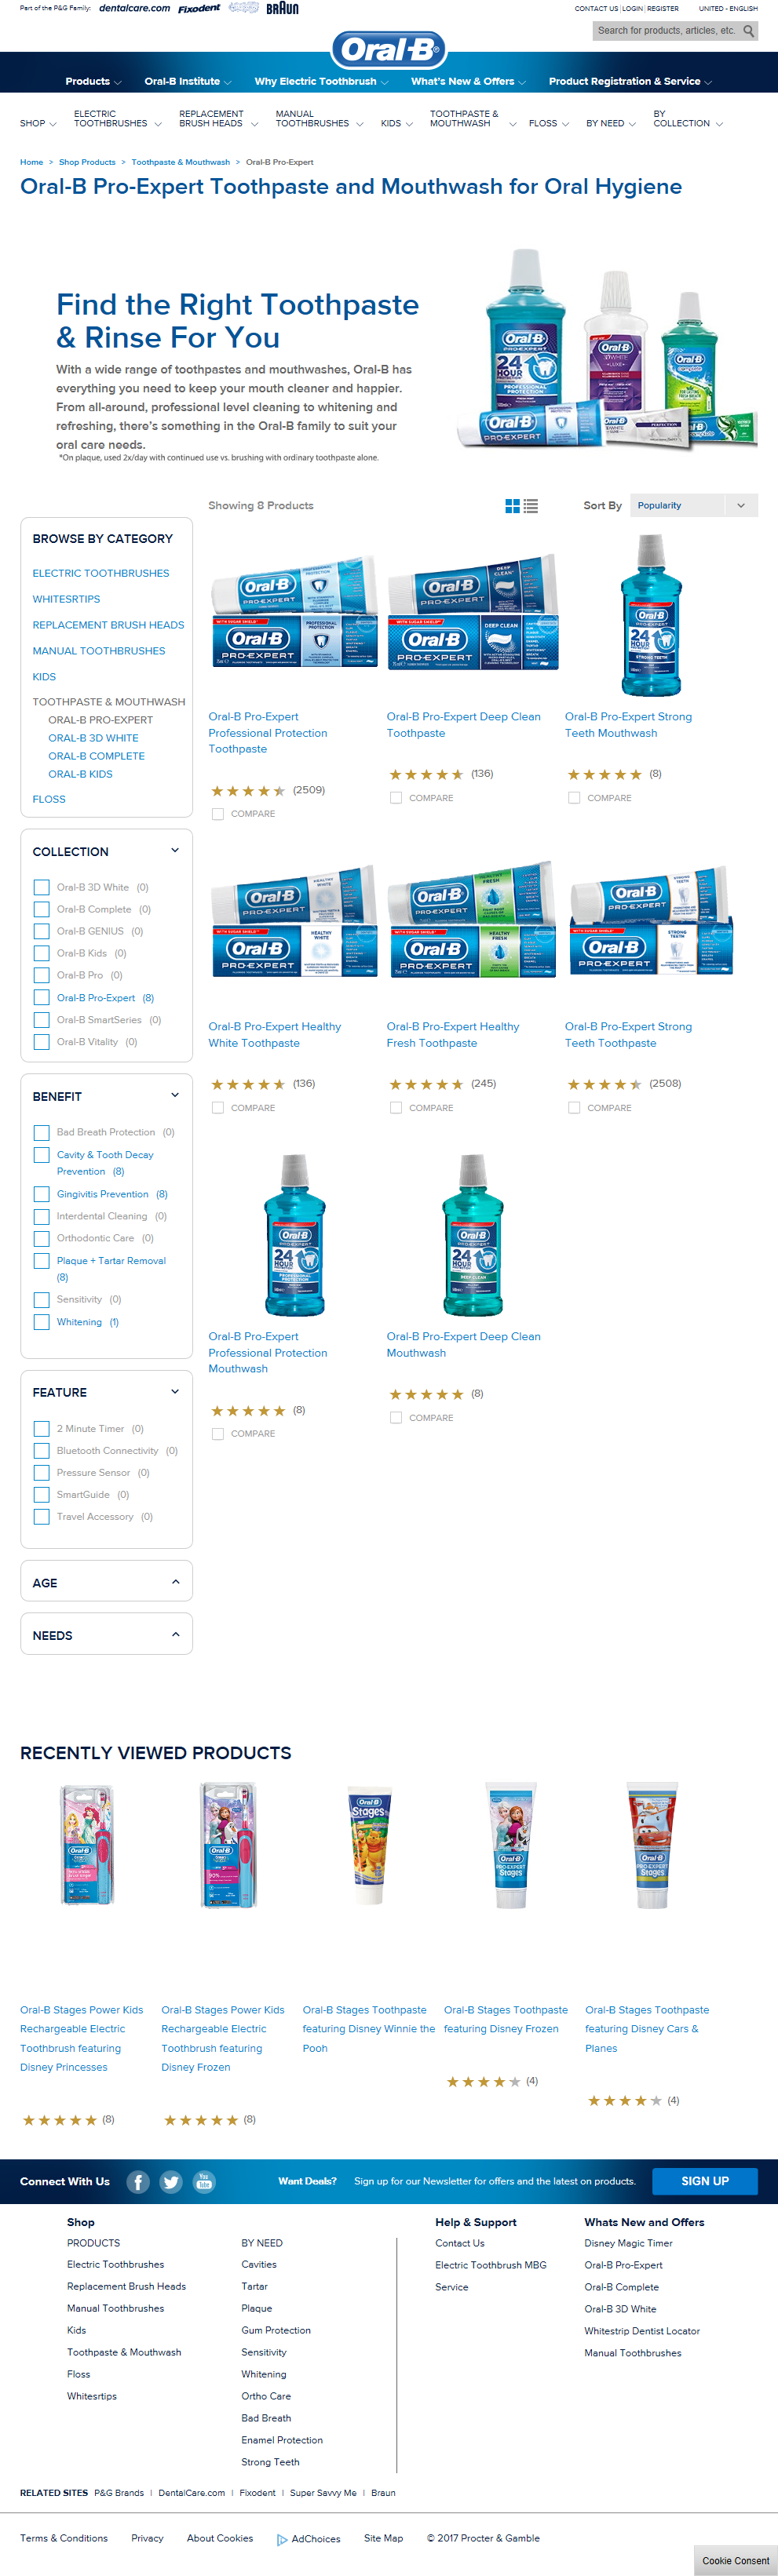 Part of the P&G Family: dentalcare.com Fixodent BRAUN
CONTACT US | LOGIN | REGISTER UNITED - ENGLISH
Search for products, articles, etc.
Oral-B
Products Oral-B Institute Why Electric Toothbrush What's New & Offers Product Registration & Service
SHOP ELECTRIC TOOTHBRUSHES REPLACEMENT BRUSH HEADS MANUAL TOOTHBRUSHES KIDS TOOTHPASTE & MOUTHWASH FLOSS BY NEED BY COLLECTION
Home > Shop Products > Toothpaste & Mouthwash > Oral-B Pro-Expert
Oral-B Pro-Expert Toothpaste and Mouthwash for Oral Hygiene
Find the Right Toothpaste
& Rinse For You
With a wide range of toothpastes and mouthwashes, Oral-B has
everything you need to keep your mouth cleaner and happier.
From all-around, professional level cleaning to whitening and
refreshing, there's something in the Oral-B family to suit your
oral care needs.
*On plaque, used 2x/day with continued use vs. brushing with ordinary toothpaste alone.
Showing 8 Products
Sort By Popularity
BROWSE BY CATEGORY
ELECTRIC TOOTHBRUSHES
WHITESRTIPS
REPLACEMENT BRUSH HEADS
MANUAL TOOTHBRUSHES
KIDS
TOOTHPASTE & MOUTHWASH
ORAL-B PRO-EXPERT
ORAL-B 3D WHITE
ORAL-B COMPLETE
ORAL-B KIDS
FLOSS
COLLECTION
Oral-B 3D White (0)
Oral-B Complete (0)
Oral-B GENIUS (0)
Oral-B Kids (0)
Oral-B Pro (0)
Oral-B Pro-Expert (8)
Oral-B SmartSeries (0)
Oral-B Vitality (0)
BENEFIT
Bad Breath Protection (0)
Cavity & Tooth Decay
Prevention (8)
Gingivitis Prevention (8)
Interdental Cleaning (0)
Orthodontic Care (0)
Plaque + Tartar Removal
(8)
Sensitivity (0)
Whitening (1)
FEATURE
2 Minute Timer (0)
Bluetooth Connectivity (0)
Pressure Sensor (0)
SmartGuide (0)
Travel Accessory (0)
AGE
NEEDS
Oral-B Pro-Expert
Professional Protection
Toothpaste
(2509)
COMPARE
Oral-B Pro-Expert Deep Clean
Toothpaste
(136)
COMPARE
Oral-B Pro-Expert Strong
Teeth Mouthwash
(8)
COMPARE
Oral-B Pro-Expert Healthy
White Toothpaste
(136)
COMPARE
Oral-B Pro-Expert Healthy
Fresh Toothpaste
(245)
COMPARE
Oral-B Pro-Expert Strong
Teeth Toothpaste
(2508)
COMPARE
Oral-B Pro-Expert
Professional Protection
Mouthwash
(8)
COMPARE
Oral-B Pro-Expert Deep Clean
Mouthwash
(8)
COMPARE
RECENTLY VIEWED PRODUCTS
Oral-B Stages Power Kids
Rechargeable Electric
Toothbrush featuring
Disney Princesses
(8)
Oral-B Stages Power Kids
Rechargeable Electric
Toothbrush featuring
Disney Frozen
(8)
Oral-B Stages Toothpaste
featuring Disney Winnie the
Pooh
Oral-B Stages Toothpaste
featuring Disney Frozen
(4)
Oral-B Stages Toothpaste
featuring Disney Cars &
Planes
(4)
Connect With Us
Want Deals? Sign up for our Newsletter for offers and the latest on products. SIGN UP
Shop
PRODUCTS
Electric Toothbrushes
Replacement Brush Heads
Manual Toothbrushes
Kids
Toothpaste & Mouthwash
Floss
Whitesrtips
BY NEED
Cavities
Tartar
Plaque
Gum Protection
Sensitivity
Whitening
Ortho Care
Bad Breath
Enamel Protection
Strong Teeth
Help & Support
Contact Us
Electric Toothbrush MBG
Service
Whats New and Offers
Disney Magic Timer
Oral-B Pro-Expert
Oral-B Complete
Oral-B 3D White
Whitestrip Dentist Locator
Manual Toothbrushes
RELATED SITES P&G Brands | DentalCare.com | Fixodent | Super Savvy Me | Braun
Terms & Conditions Privacy About Cookies AdChoices Site Map © 2017 Procter & Gamble
Cookie Consent